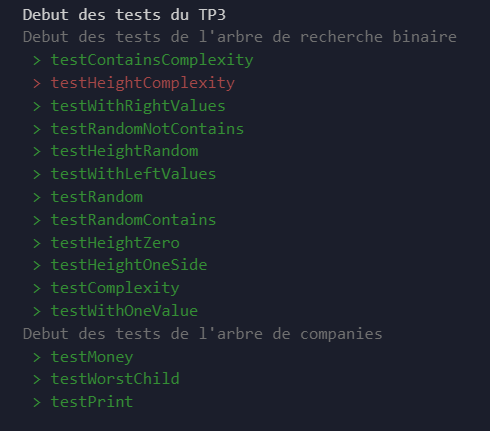 Debut des tests du TP3
Debut des tests de l'arbre de recherche binaire
> testContainsComplexity
> testHeightComplexity
> testWithRightValues
> testRandomNotContains
> testHeightRandom
> testWithLeftValues
> testRandom
> testRandomContains
> testHeightZero
> testHeightOneSide
> testComplexity
> testWithOneValue
Debut des tests de l'arbre de companies
> testMoney
> testWorstChild
> testPrint